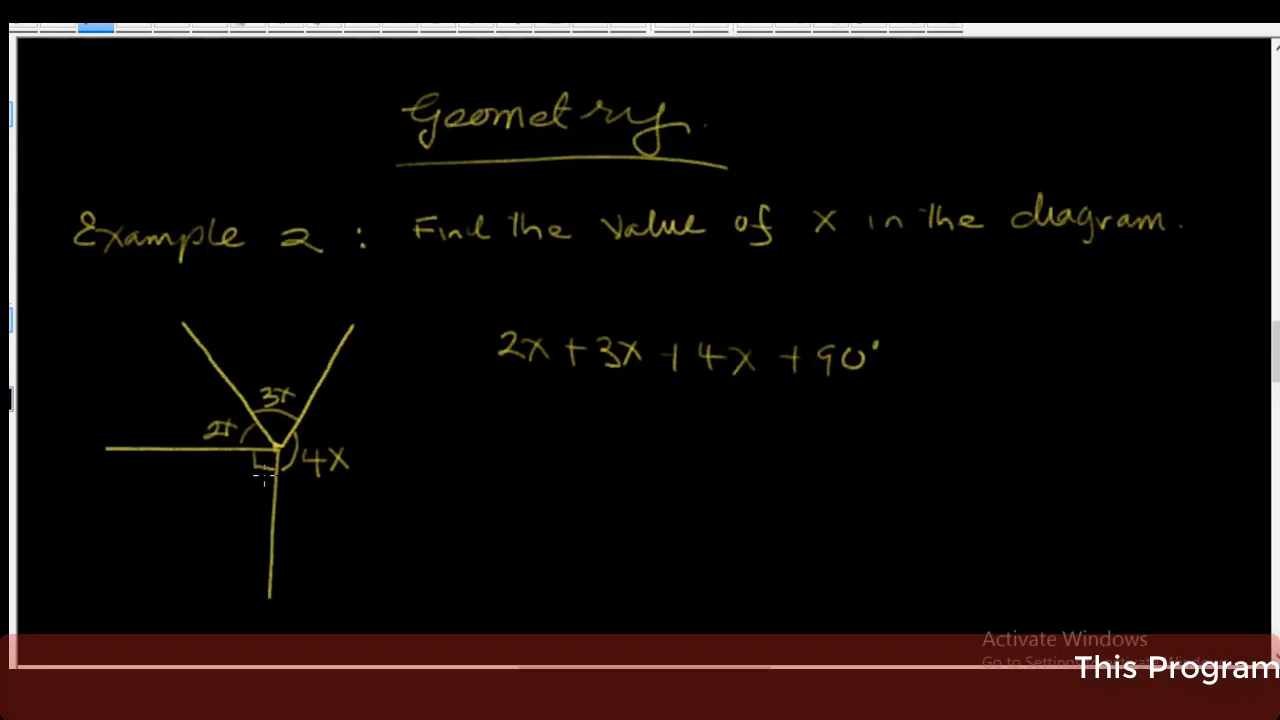 Geometry.
Example 2 : Find the value of x in the diagram.
2x + 3x + 4x + 90°
3x
2x
4x
Activate Windows
This Program